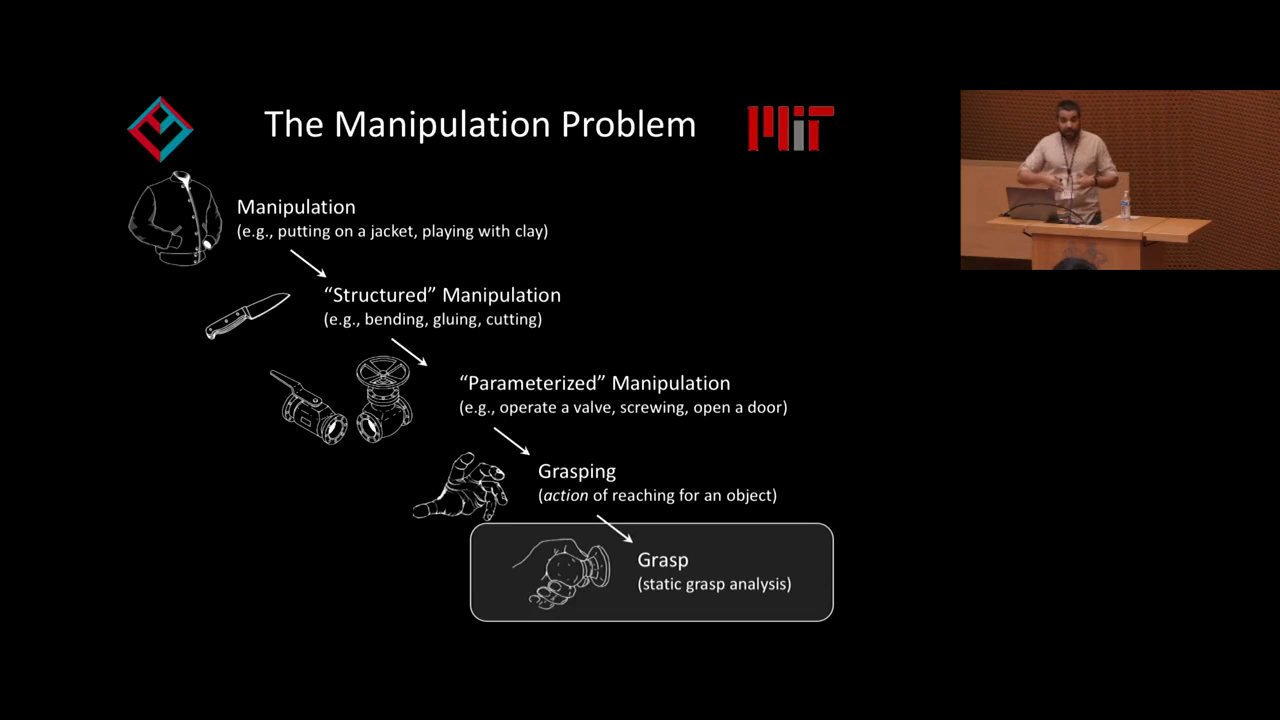 The Manipulation Problem
MIT
Manipulation
(e.g., putting on a jacket, playing with clay)
“Structured” Manipulation
(e.g., bending, gluing, cutting)
“Parameterized” Manipulation
(e.g., operate a valve, screwing, open a door)
Grasping
(action of reaching for an object)
Grasp
(static grasp analysis)